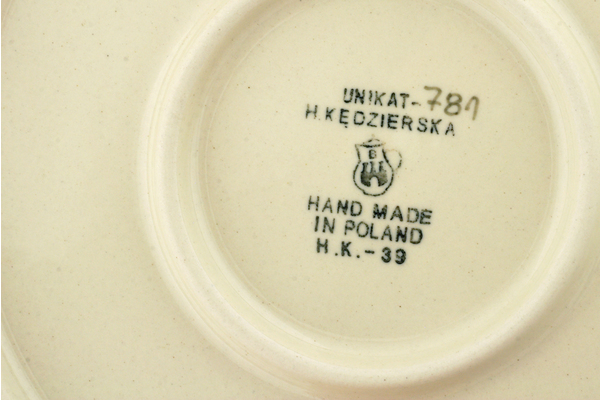 UNIKAT-781
H.KĘDZIERSKA
B
HAND MADE
IN POLAND
H.K.-39